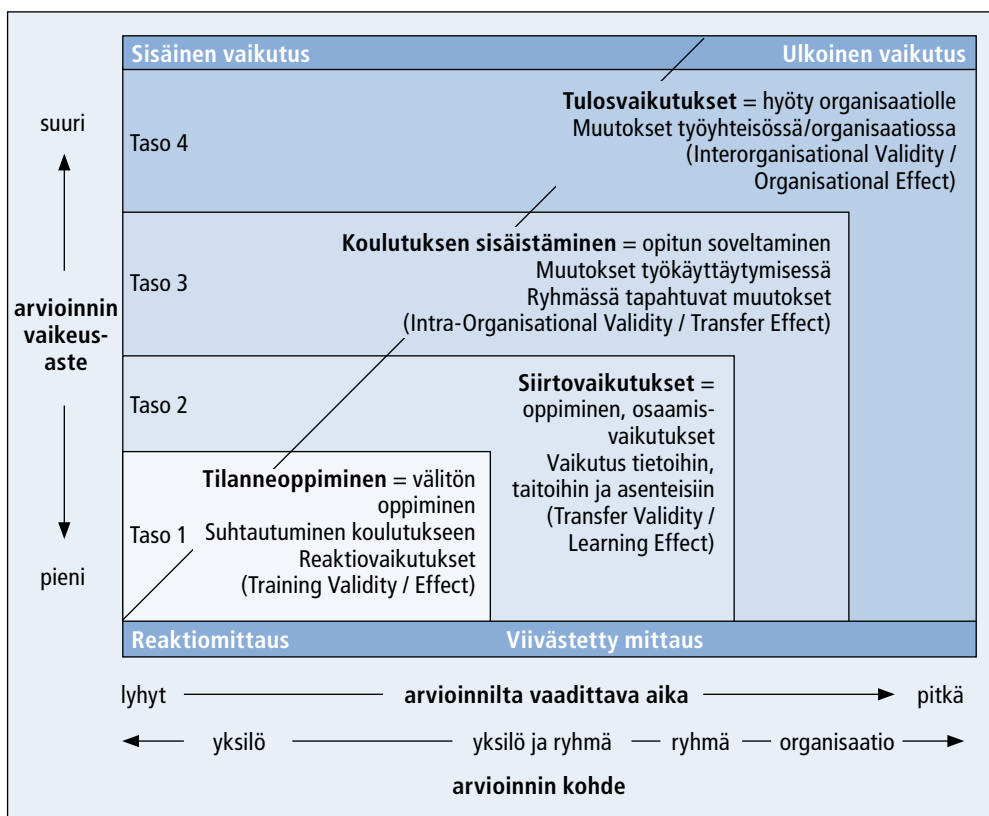 Sisäinen vaikutus Ulkoinen vaikutus
Tulosvaikutukset = hyöty organisaatiolle
Muutokset työyhteisössä/organisaatiossa
(Interorganisational Validity /
Organisational Effect)
Taso 4
Koulutuksen sisäistäminen = opitun soveltaminen
Muutokset työkäyttäytymisessä
Ryhmässä tapahtuvat muutokset
(Intra-Organisational Validity / Transfer Effect)
Taso 3
Siirtovaikutukset =
oppiminen, osaamis-
vaikutukset
Vaikutus tietoihin,
taitoihin ja asenteisiin
(Transfer Validity /
Learning Effect)
Taso 2
Tilanneoppiminen = välitön
oppiminen
Suhtautuminen koulutukseen
Reaktiovaikutukset
(Training Validity / Effect)
Taso 1
suuri
arvioinnin
vaikeus-
aste
pieni
Reaktiomittaus Viivästetty mittaus
lyhyt arvioinnilta vaadittava aika pitkä
yksilö yksilö ja ryhmä ryhmä organisaatio
arvioinnin kohde